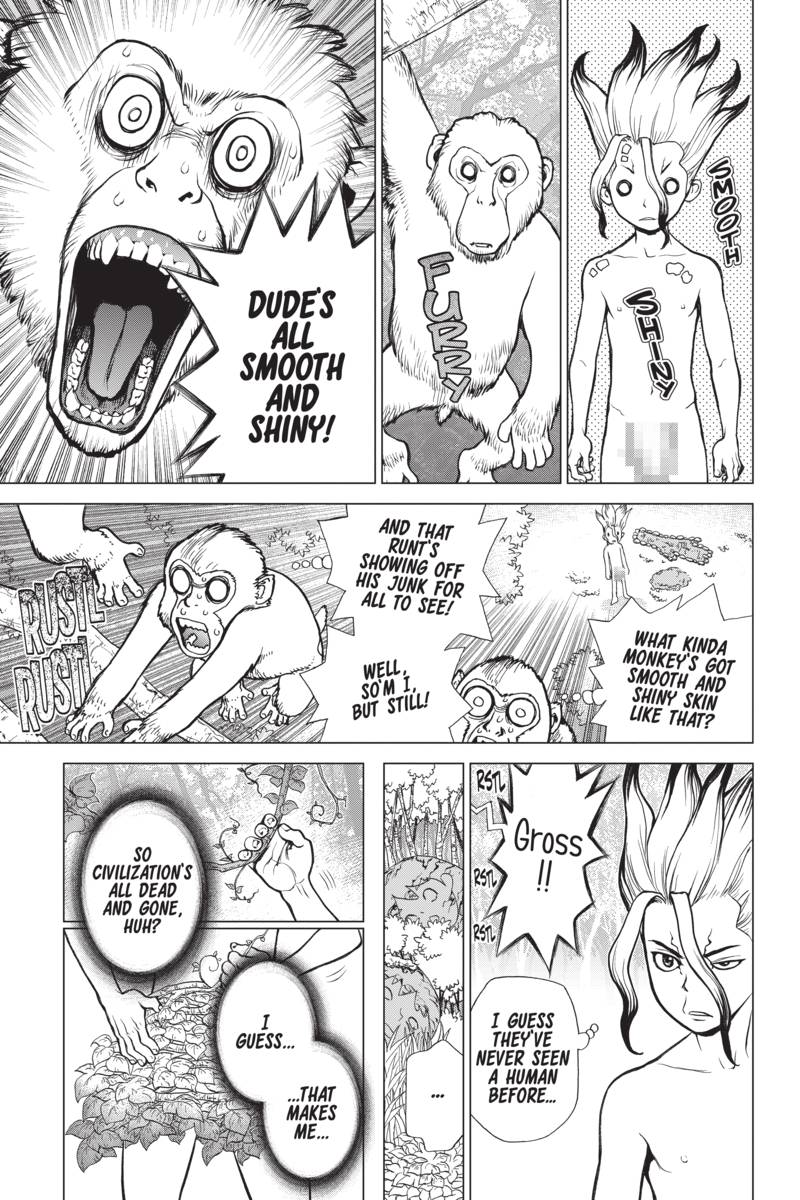 SMOOTH
SHINY
FURRY
DUDE'S
ALL
SMOOTH
AND
SHINY!
WHAT KINDA
MONKEY'S GOT
SMOOTH AND
SHINY SKIN
LIKE THAT?
AND THAT
RUNT'S
SHOWING OFF
HIS JUNK FOR
ALL TO SEE!
WELL,
SO'M I,
BUT STILL!
RUSTL
RUSTL
RSTL
Gross
!!
RSTL
RSTL
I GUESS
THEY'VE
NEVER SEEN
A HUMAN
BEFORE...
...
SO
CIVILIZATION'S
ALL DEAD
AND GONE,
HUH?
I
GUESS...
...THAT
MAKES
ME...